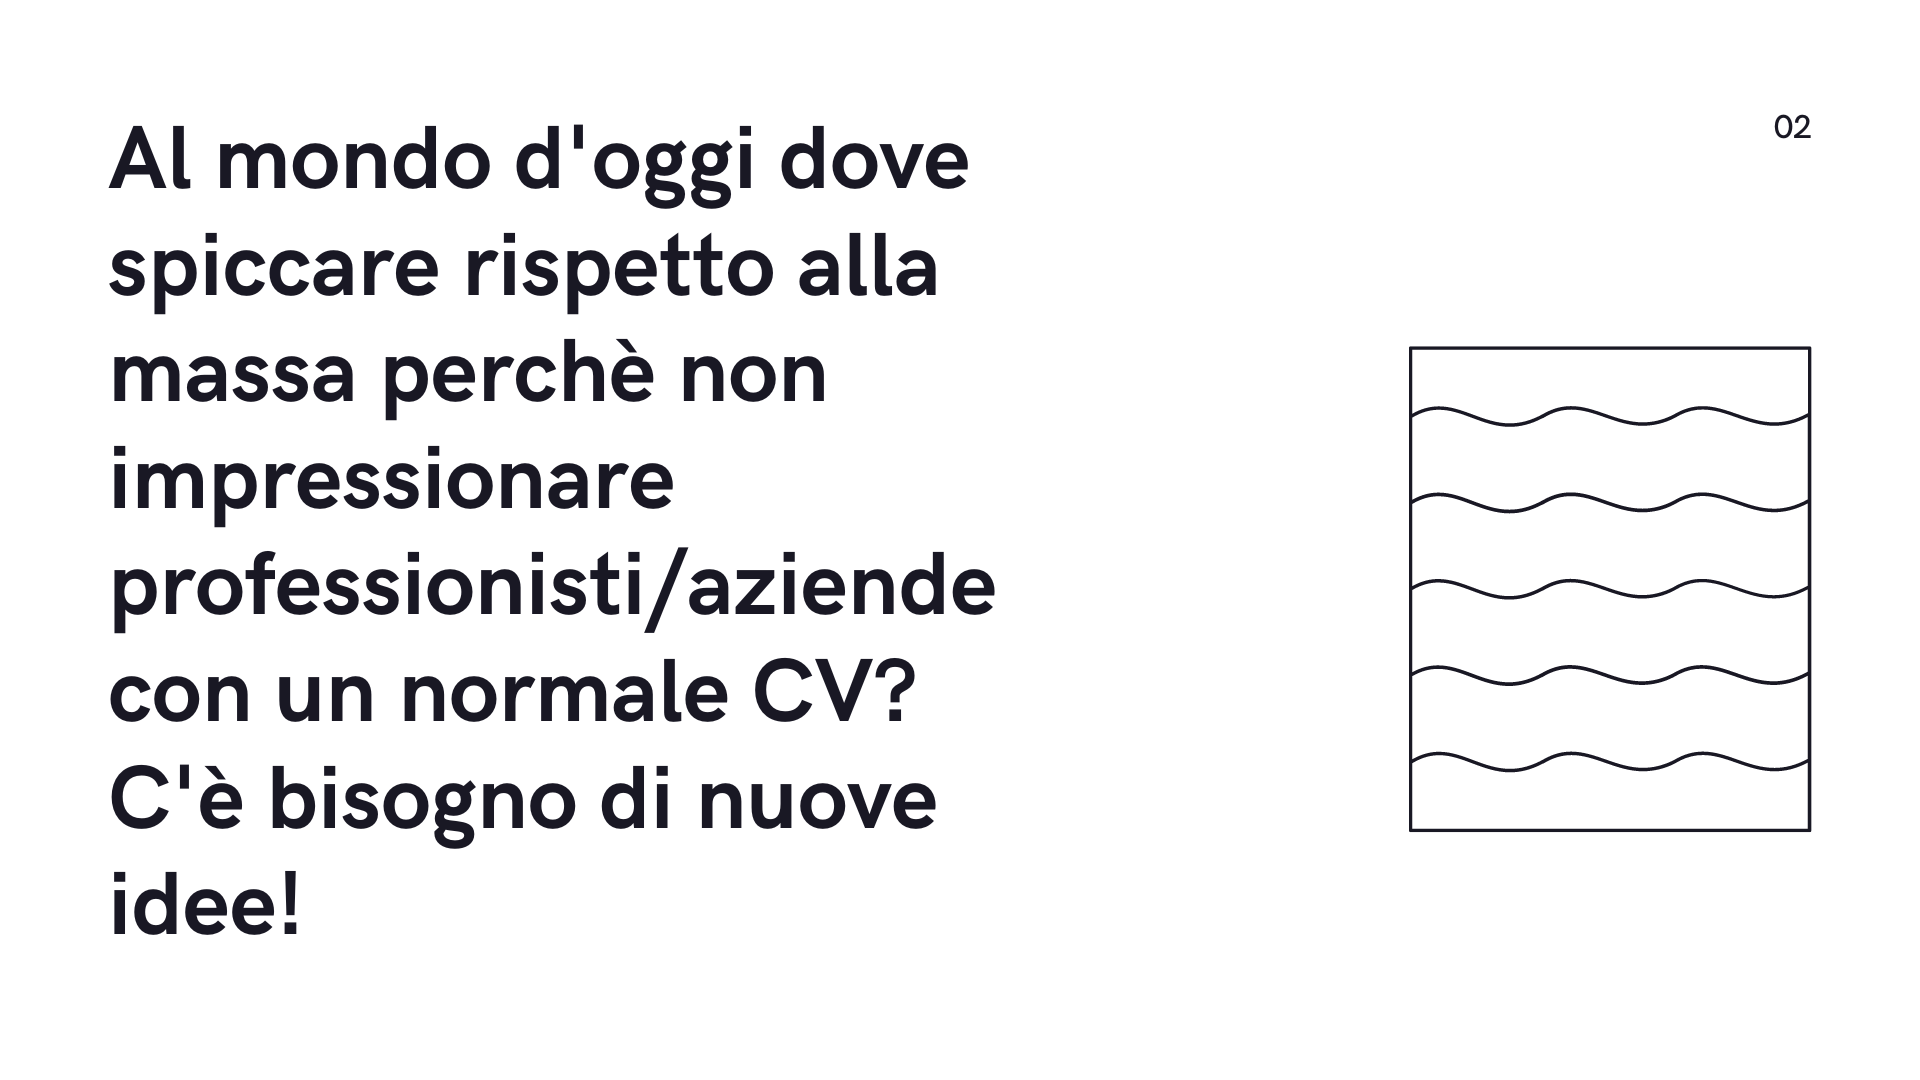 02
Al mondo d'oggi dove
spiccare rispetto alla
massa perchè non
impressionare
professionisti/aziende
con un normale CV?
C'è bisogno di nuove
idee!